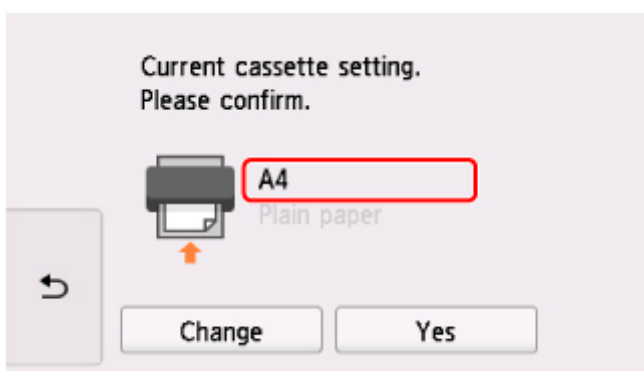 Current cassette setting.
Please confirm.
A4
Plain paper
Change
Yes